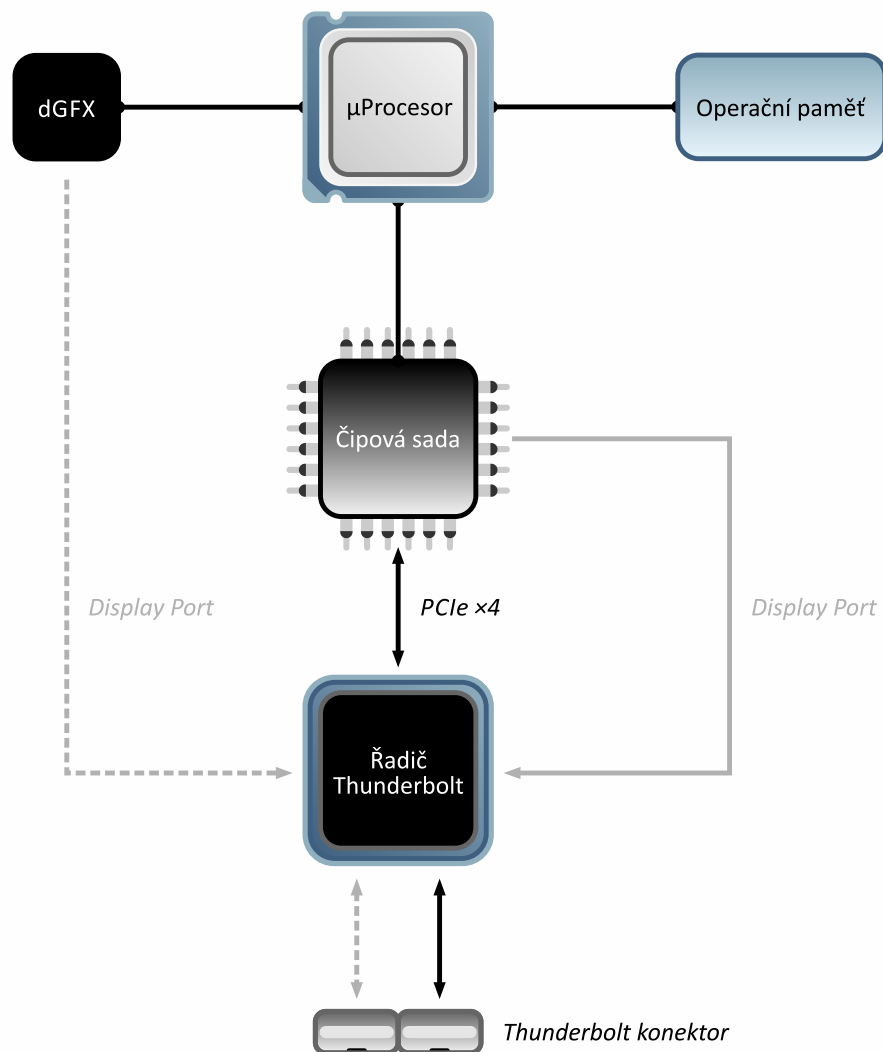 dGFX
µProcesor
Operační paměť
Čipová sada
Display Port
PCIe ×4
Display Port
Řadič
Thunderbolt
Thunderbolt konektor